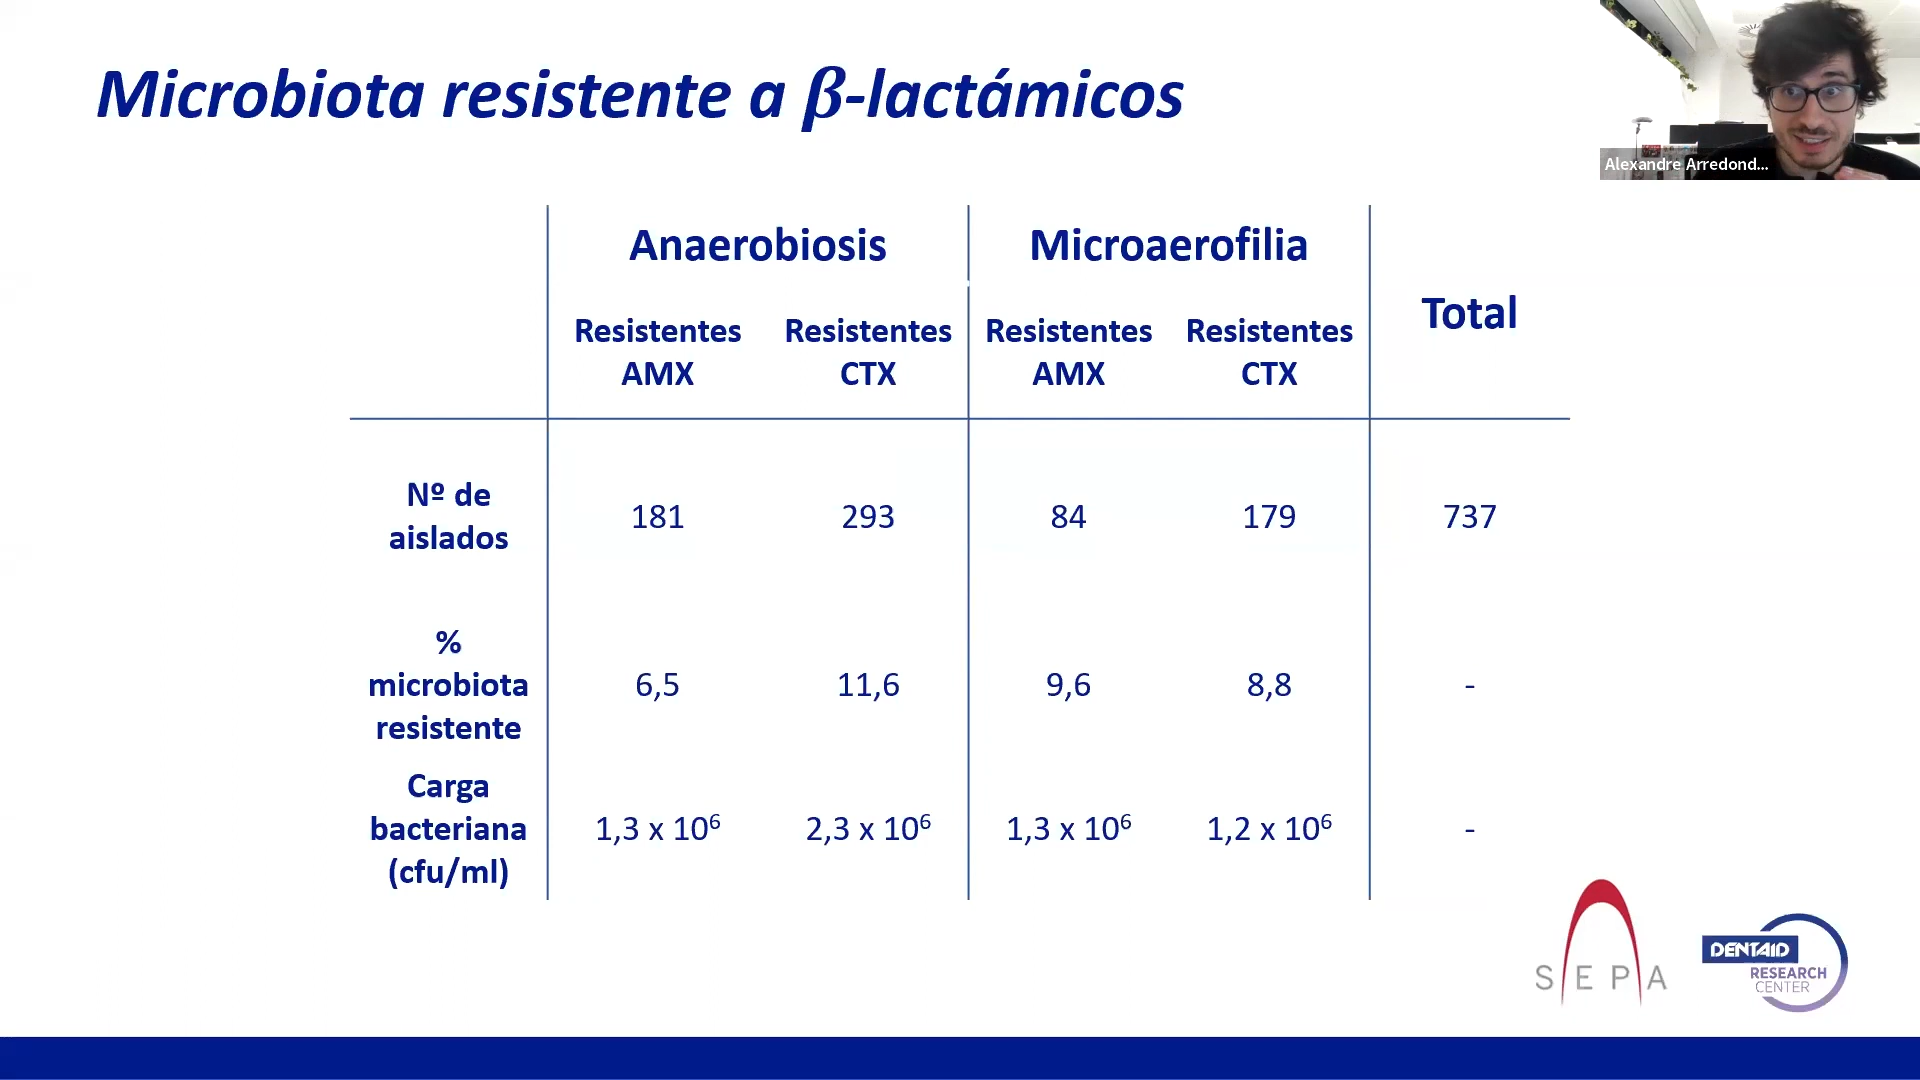 Microbiota resistente a β-lactámicos
Alexandre Arredond...
Anaerobiosis
Microaerofilia
Total
Resistentes AMX
Resistentes CTX
Resistentes AMX
Resistentes CTX
Nº de aislados
181
293
84
179
737
% microbiota resistente
6,5
11,6
9,6
8,8
-
Carga bacteriana (cfu/ml)
1,3 x 10⁶
2,3 x 10⁶
1,3 x 10⁶
1,2 x 10⁶
-
SEPA
DENTAID
RESEARCH
CENTER